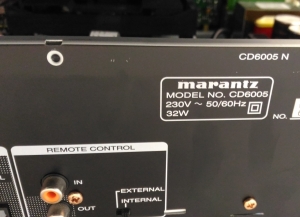 CD6005 N
marantz
MODEL NO. CD6005
230V ~ 50/60Hz
32W
NO.
REMOTE CONTROL
IN
EXTERNAL
INTERNAL
OUT